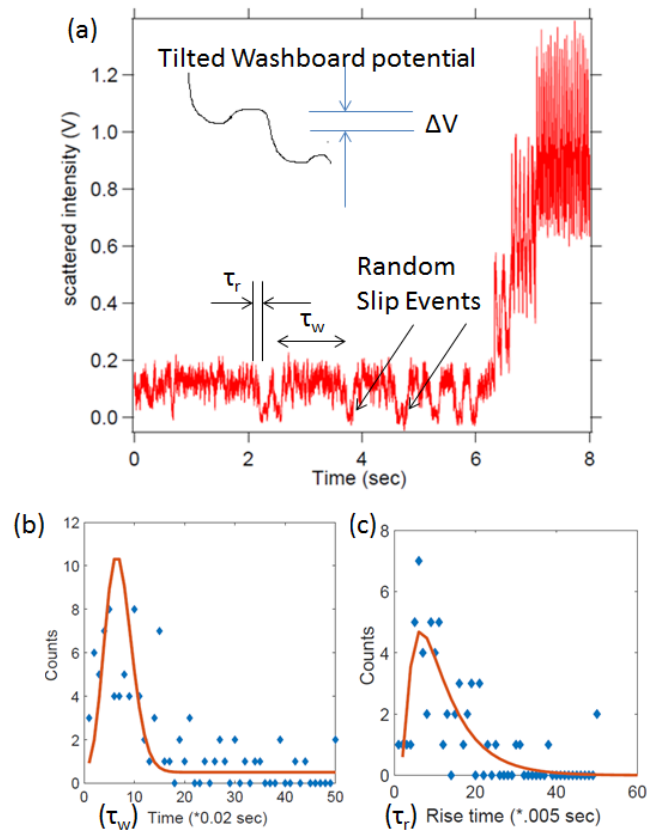 (a)
Tilted Washboard potential
ΔV
τr
τw
Random
Slip Events
scattered intensity (V)
1.4
1.2
1.0
0.8
0.6
0.4
0.2
0.0
0 2 4 6 8
Time (sec)
(b)
Counts
12
10
8
6
4
2
0
0 10 20 30 40 50
(τw) Time (*0.02 sec)
(c)
Counts
8
6
4
2
0
0 20 40 60
(τr) Rise time (*.005 sec)